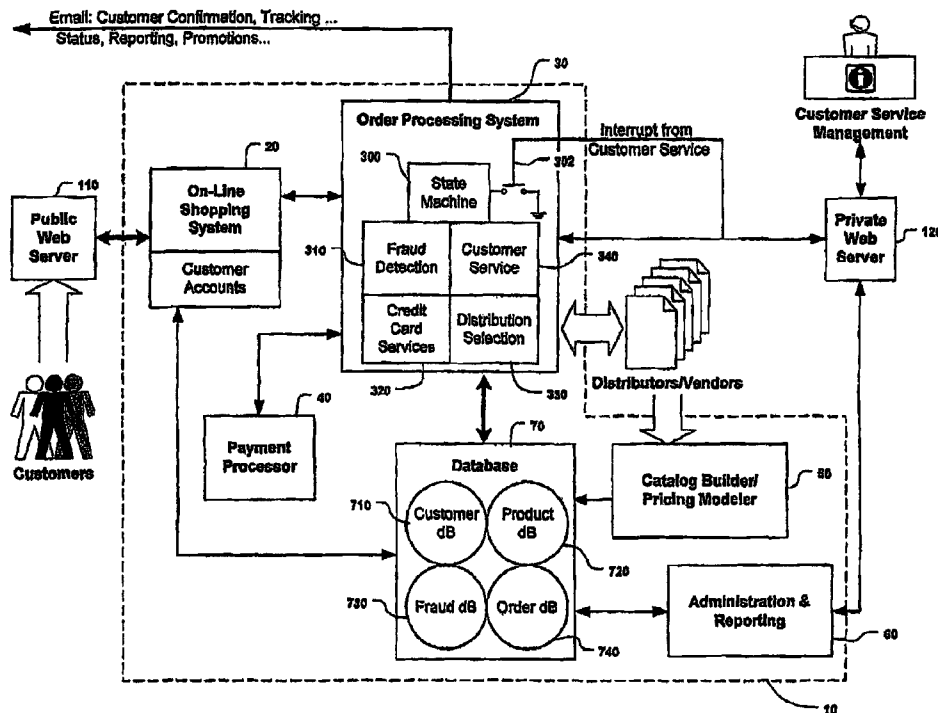 Email: Customer Confirmation, Tracking ...
Status, Reporting, Promotions...
30
Order Processing System
Interrupt from
Customer Service
302
Customer Service
Management
20
300
State
Machine
110
Public
Web
Server
On-Line
Shopping
System
Customer
Accounts
310
Fraud
Detection
Customer
Service
340
Private
Web
Server
120
Credit
Card
Services
Distribution
Selection
320
330
Distributors/Vendors
Customers
40
Payment
Processor
70
Database
710
Customer
dB
Product
dB
720
730
Fraud dB
Order dB
740
Catalog Builder/
Pricing Modeler
Administration &
Reporting
60
10